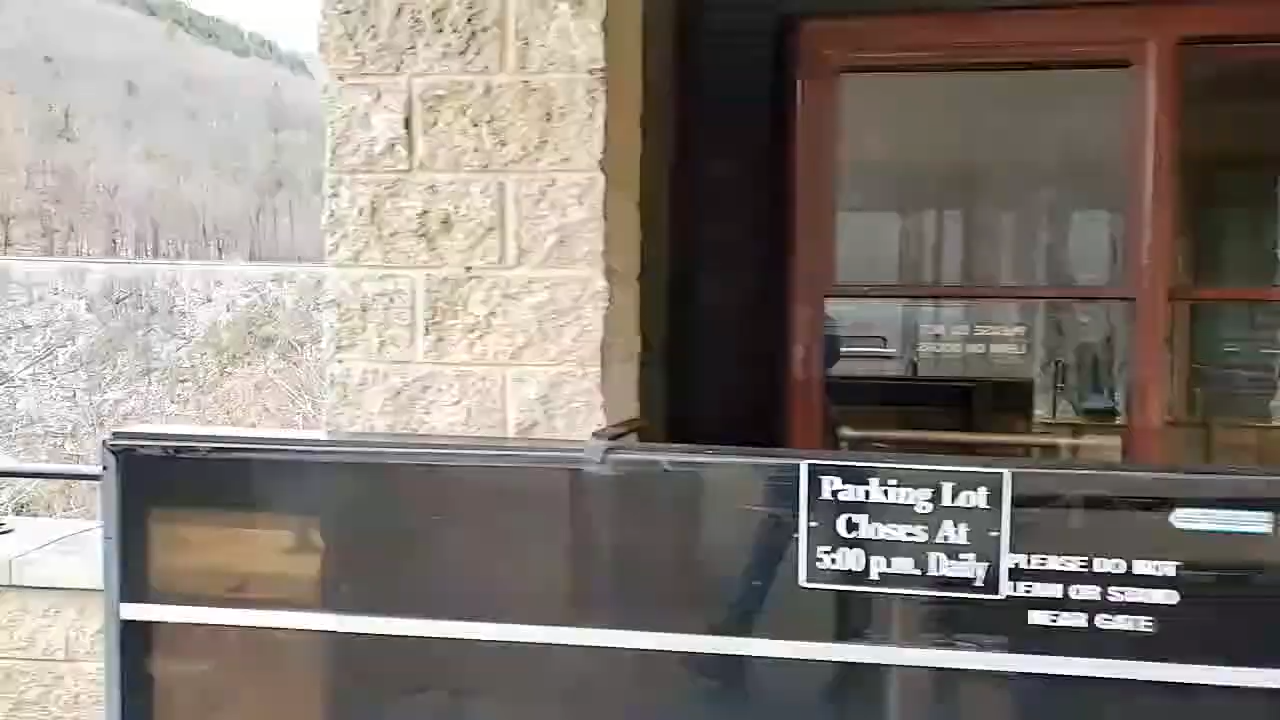 Parking Lot
Closes At
5:00 p.m. Daily
PLEASE DO NOT
LEAN OR STAND
NEAR GATE